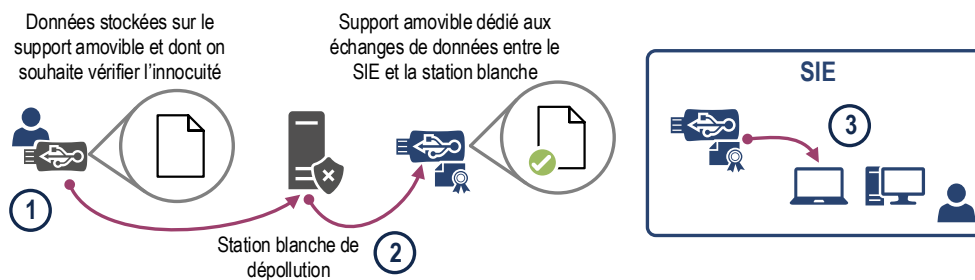 Données stockées sur le
support amovible et dont on
souhaite vérifier l’innocuité
1
Station blanche de
dépollution
2
Support amovible dédié aux
échanges de données entre le
SIE et la station blanche
SIE
3